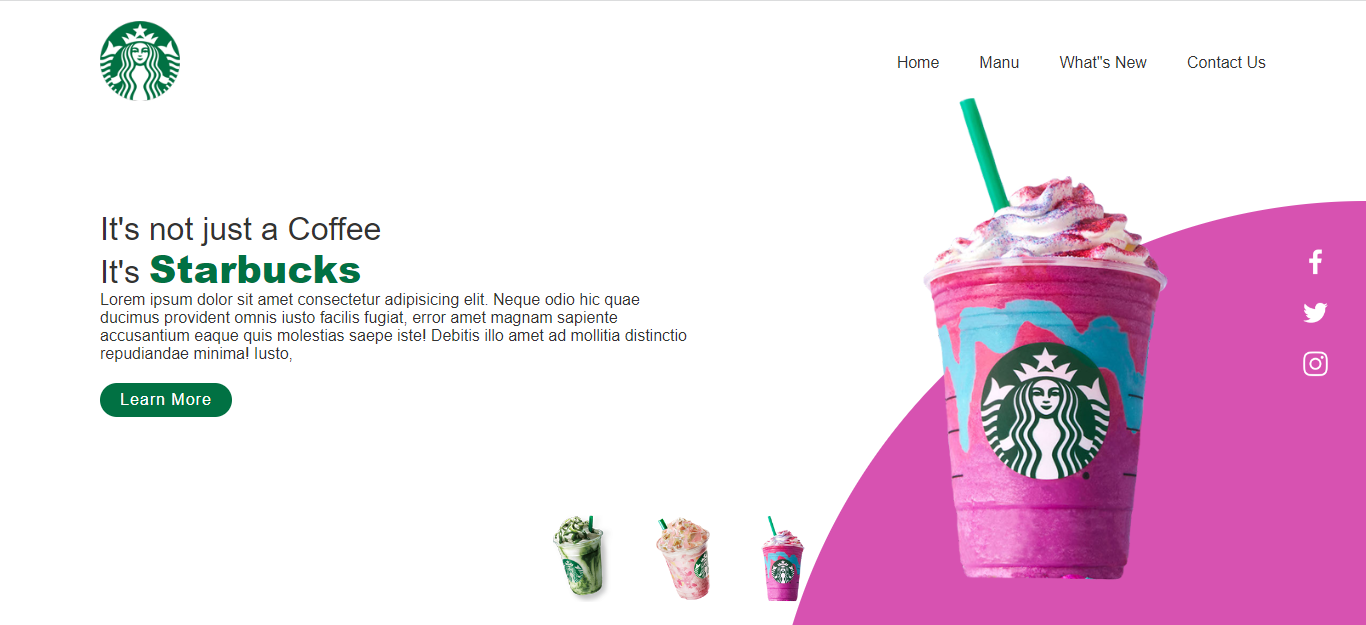 Home Manu What"s New Contact Us
It's not just a Coffee
It's Starbucks
Lorem ipsum dolor sit amet consectetur adipisicing elit. Neque odio hic quae
ducimus provident omnis iusto facilis fugiat, error amet magnam sapiente
accusantium eaque quis molestias saepe iste! Debitis illo amet ad mollitia distinctio
repudiandae minima! Iusto,
Learn More